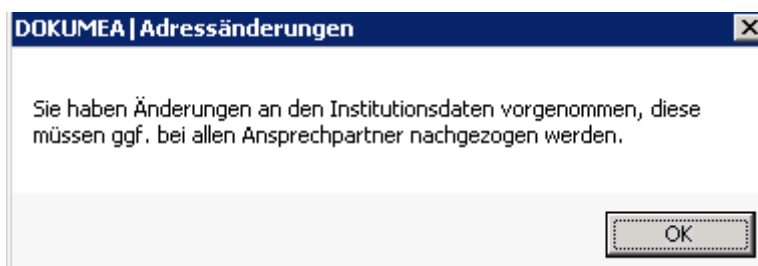 DOKUMEA|Adressänderungen
Sie haben Änderungen an den Institutionsdaten vorgenommen, diese
müssen ggf. bei allen Ansprechpartner nachgezogen werden.
OK